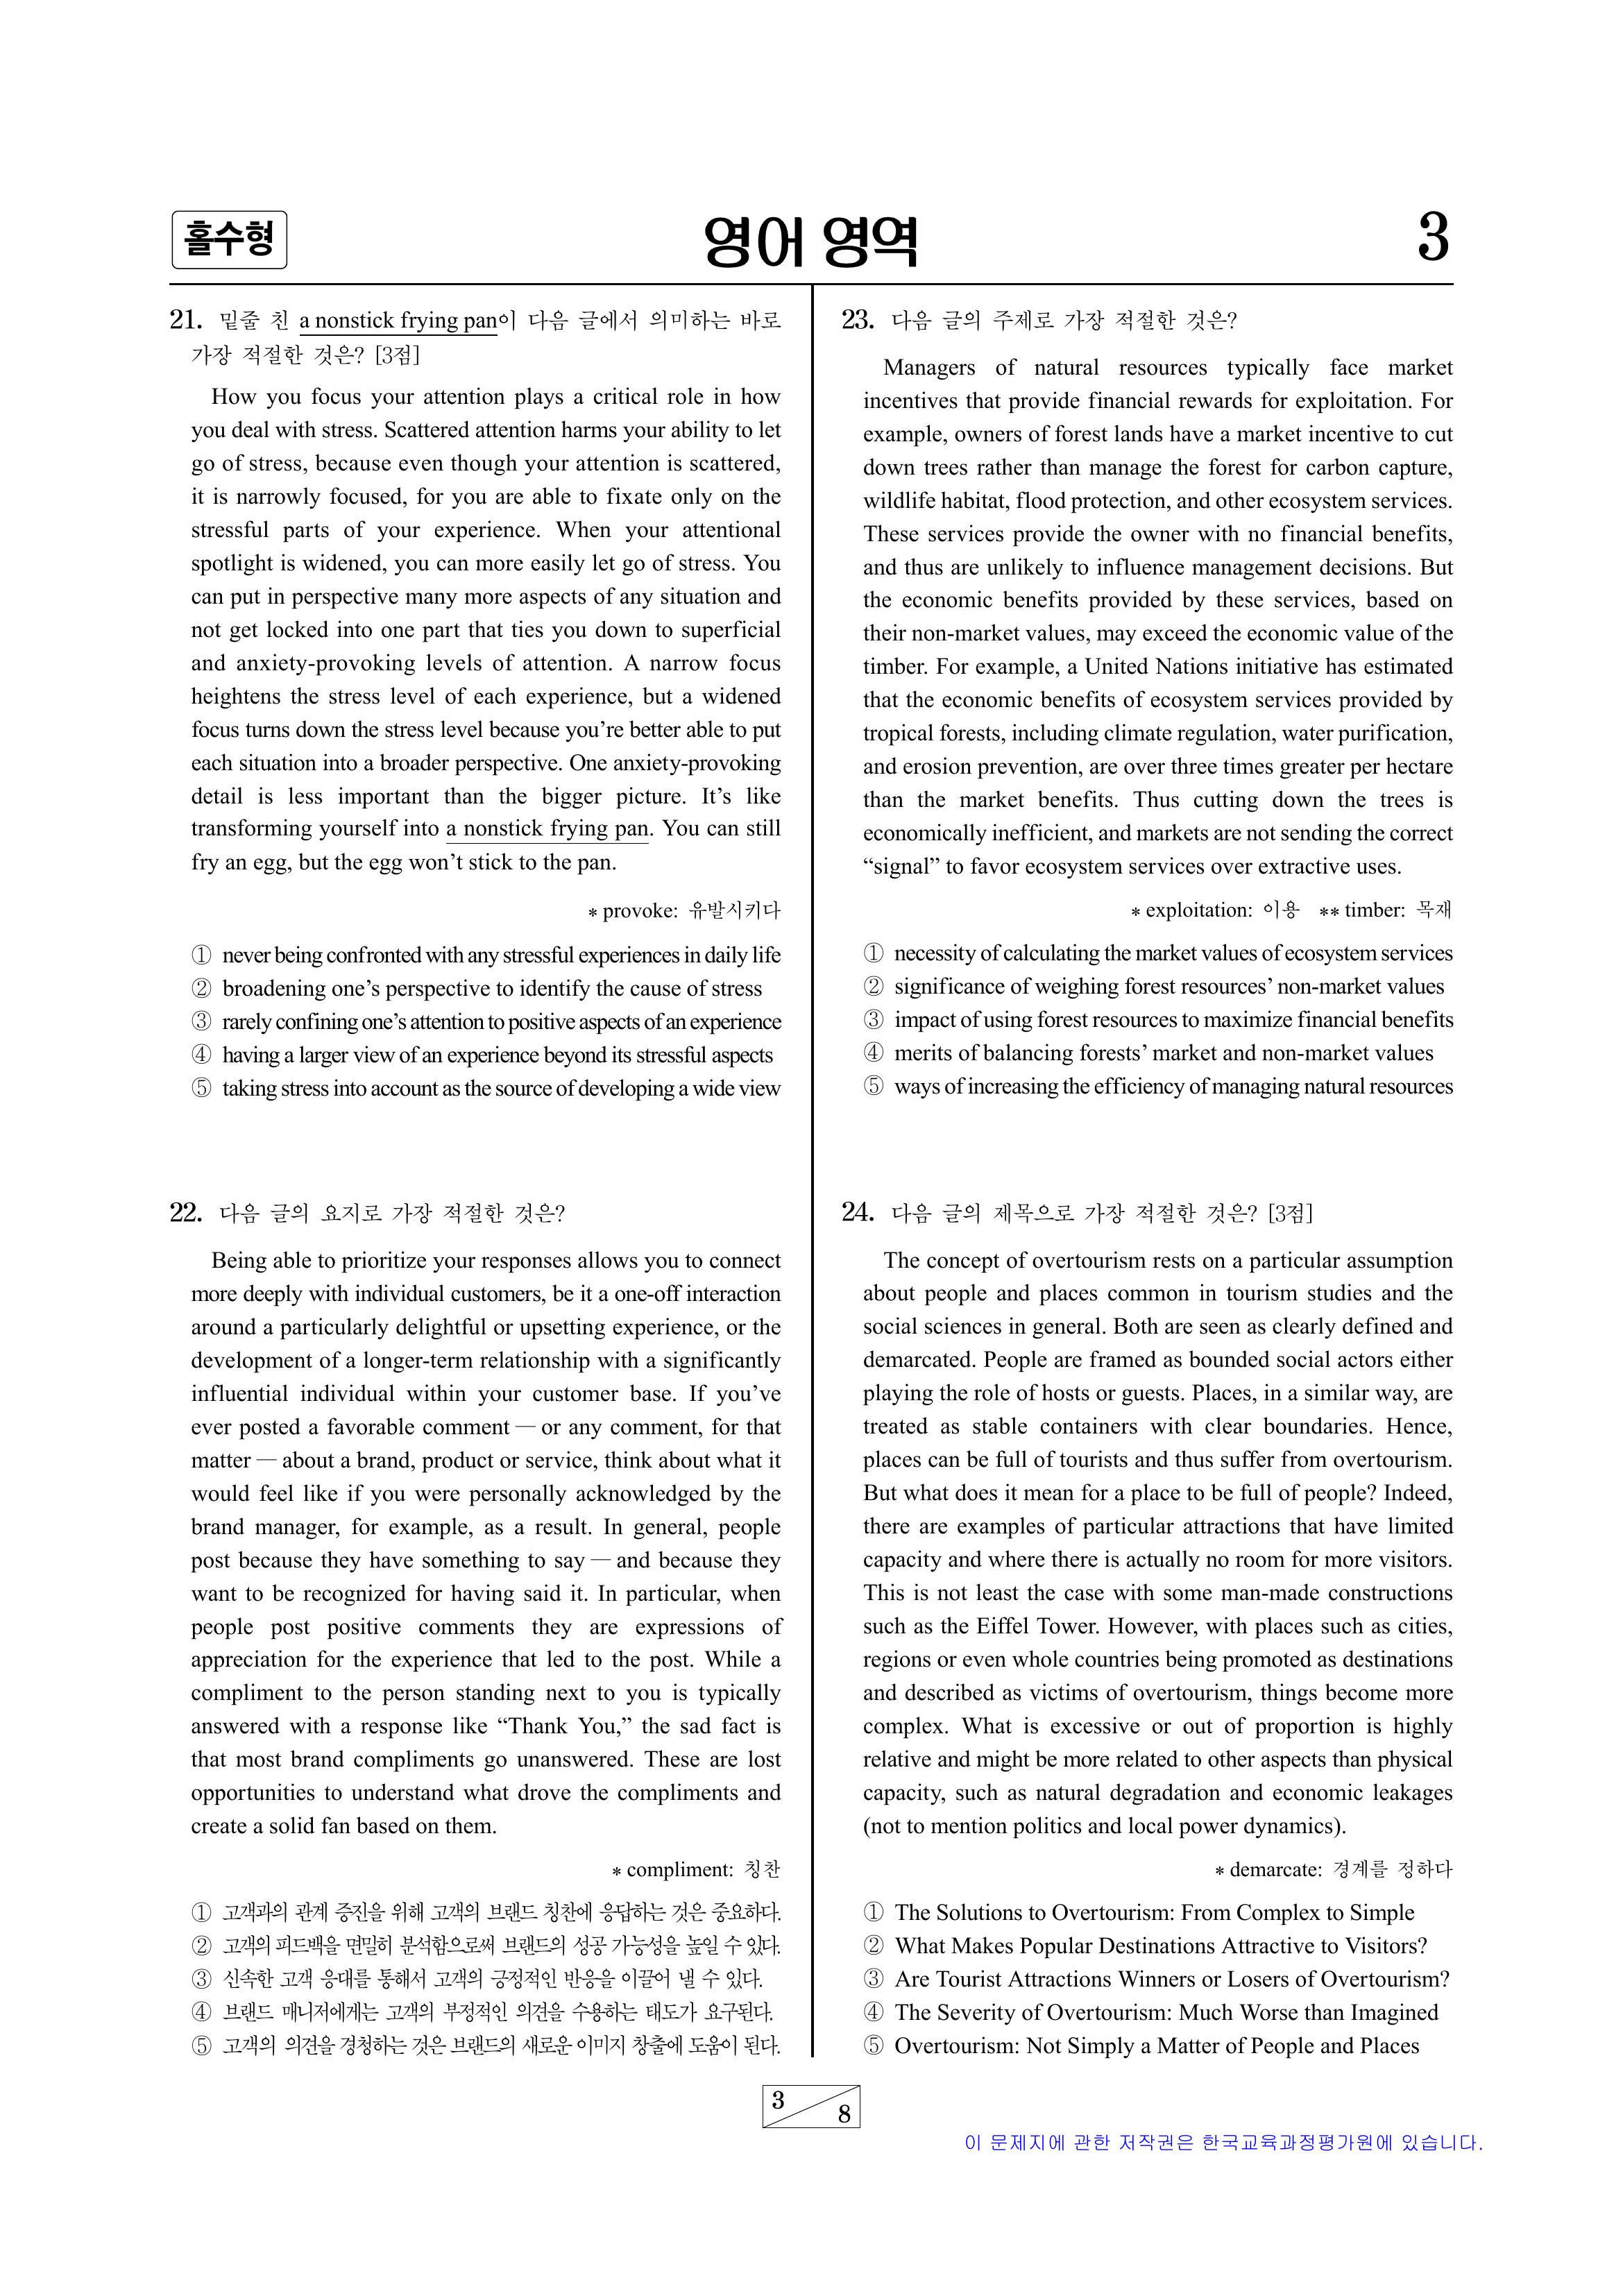 홀수형
영어 영역
3
21. 밑줄 친 a nonstick frying pan이 다음 글에서 의미하는 바로
가장 적절한 것은? [3점]
How you focus your attention plays a critical role in how
you deal with stress. Scattered attention harms your ability to let
go of stress, because even though your attention is scattered,
it is narrowly focused, for you are able to fixate only on the
stressful parts of your experience. When your attentional
spotlight is widened, you can more easily let go of stress. You
can put in perspective many more aspects of any situation and
not get locked into one part that ties you down to superficial
and anxiety-provoking levels of attention. A narrow focus
heightens the stress level of each experience, but a widened
focus turns down the stress level because you’re better able to put
each situation into a broader perspective. One anxiety-provoking
detail is less important than the bigger picture. It’s like
transforming yourself into a nonstick frying pan. You can still
fry an egg, but the egg won’t stick to the pan.
* provoke: 유발시키다
① never being confronted with any stressful experiences in daily life
② broadening one’s perspective to identify the cause of stress
③ rarely confining one’s attention to positive aspects of an experience
④ having a larger view of an experience beyond its stressful aspects
⑤ taking stress into account as the source of developing a wide view
22. 다음 글의 요지로 가장 적절한 것은?
Being able to prioritize your responses allows you to connect
more deeply with individual customers, be it a one-off interaction
around a particularly delightful or upsetting experience, or the
development of a longer-term relationship with a significantly
influential individual within your customer base. If you’ve
ever posted a favorable comment — or any comment, for that
matter — about a brand, product or service, think about what it
would feel like if you were personally acknowledged by the
brand manager, for example, as a result. In general, people
post because they have something to say — and because they
want to be recognized for having said it. In particular, when
people post positive comments they are expressions of
appreciation for the experience that led to the post. While a
compliment to the person standing next to you is typically
answered with a response like “Thank You,” the sad fact is
that most brand compliments go unanswered. These are lost
opportunities to understand what drove the compliments and
create a solid fan based on them.
* compliment: 칭찬
① 고객과의 관계 증진을 위해 고객의 브랜드 칭찬에 응답하는 것은 중요하다.
② 고객의 피드백을 면밀히 분석함으로써 브랜드의 성공 가능성을 높일 수 있다.
③ 신속한 고객 응대를 통해서 고객의 긍정적인 반응을 이끌어 낼 수 있다.
④ 브랜드 매니저에게는 고객의 부정적인 의견을 수용하는 태도가 요구된다.
⑤ 고객의 의견을 경청하는 것은 브랜드의 새로운 이미지 창출에 도움이 된다.
23. 다음 글의 주제로 가장 적절한 것은?
Managers of natural resources typically face market
incentives that provide financial rewards for exploitation. For
example, owners of forest lands have a market incentive to cut
down trees rather than manage the forest for carbon capture,
wildlife habitat, flood protection, and other ecosystem services.
These services provide the owner with no financial benefits,
and thus are unlikely to influence management decisions. But
the economic benefits provided by these services, based on
their non-market values, may exceed the economic value of the
timber. For example, a United Nations initiative has estimated
that the economic benefits of ecosystem services provided by
tropical forests, including climate regulation, water purification,
and erosion prevention, are over three times greater per hectare
than the market benefits. Thus cutting down the trees is
economically inefficient, and markets are not sending the correct
“signal” to favor ecosystem services over extractive uses.
* exploitation: 이용 ** timber: 목재
① necessity of calculating the market values of ecosystem services
② significance of weighing forest resources’ non-market values
③ impact of using forest resources to maximize financial benefits
④ merits of balancing forests’ market and non-market values
⑤ ways of increasing the efficiency of managing natural resources
24. 다음 글의 제목으로 가장 적절한 것은? [3점]
The concept of overtourism rests on a particular assumption
about people and places common in tourism studies and the
social sciences in general. Both are seen as clearly defined and
demarcated. People are framed as bounded social actors either
playing the role of hosts or guests. Places, in a similar way, are
treated as stable containers with clear boundaries. Hence,
places can be full of tourists and thus suffer from overtourism.
But what does it mean for a place to be full of people? Indeed,
there are examples of particular attractions that have limited
capacity and where there is actually no room for more visitors.
This is not least the case with some man-made constructions
such as the Eiffel Tower. However, with places such as cities,
regions or even whole countries being promoted as destinations
and described as victims of overtourism, things become more
complex. What is excessive or out of proportion is highly
relative and might be more related to other aspects than physical
capacity, such as natural degradation and economic leakages
(not to mention politics and local power dynamics).
* demarcate: 경계를 정하다
① The Solutions to Overtourism: From Complex to Simple
② What Makes Popular Destinations Attractive to Visitors?
③ Are Tourist Attractions Winners or Losers of Overtourism?
④ The Severity of Overtourism: Much Worse than Imagined
⑤ Overtourism: Not Simply a Matter of People and Places
3
8
이 문제지에 관한 저작권은 한국교육과정평가원에 있습니다.